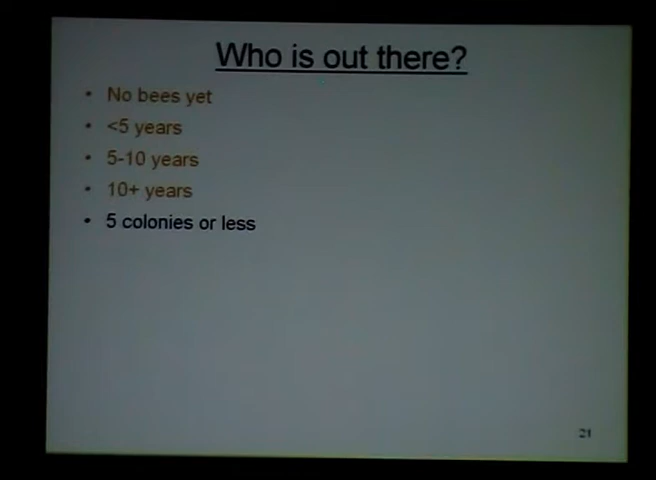 Who is out there?
• No bees yet
• <5 years
• 5-10 years
• 10+ years
• 5 colonies or less
21